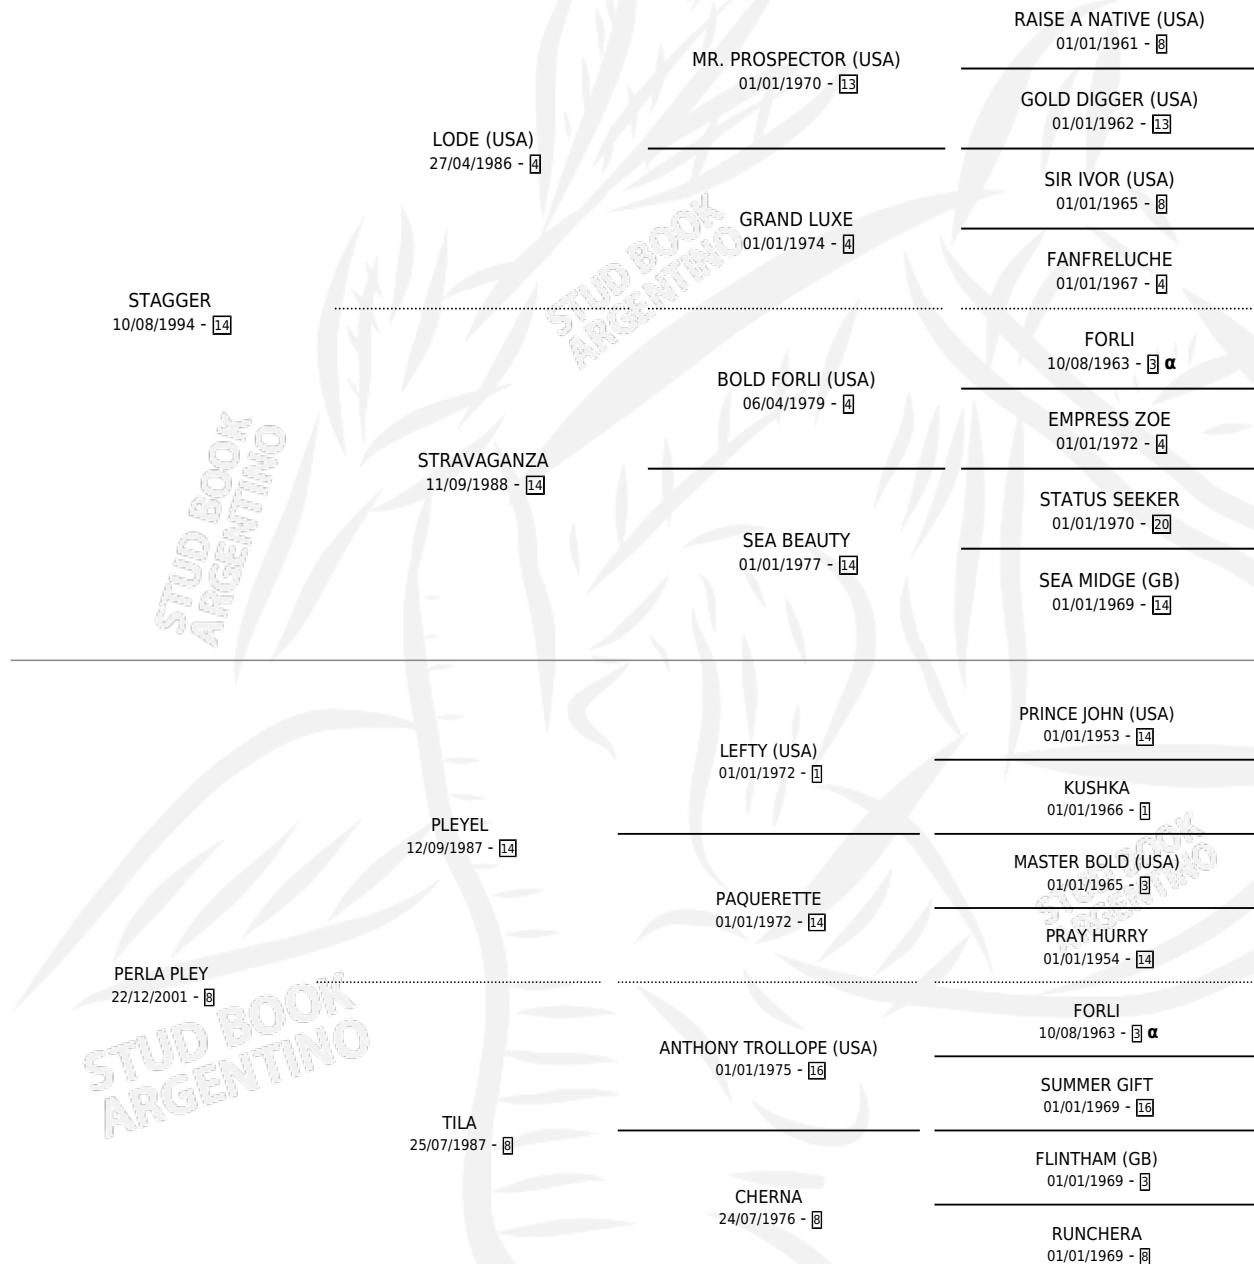 RAISE A NATIVE (USA)
01/01/1961 - 8
MR. PROSPECTOR (USA)
01/01/1970 - 13
GOLD DIGGER (USA)
01/01/1962 - 13
LODE (USA)
27/04/1986 - 4
SIR IVOR (USA)
01/01/1965 - 8
GRAND LUXE
01/01/1974 - 4
FANFRELUCHE
01/01/1967 - 4
STAGGER
10/08/1994 - 14
FORLI
10/08/1963 - 3 α
BOLD FORLI (USA)
06/04/1979 - 4
EMPRESS ZOE
01/01/1972 - 4
STRAVAGANZA
11/09/1988 - 14
STATUS SEEKER
01/01/1970 - 20
SEA BEAUTY
01/01/1977 - 14
SEA MIDGE (GB)
01/01/1969 - 14
PRINCE JOHN (USA)
01/01/1953 - 14
LEFTY (USA)
01/01/1972 - 1
KUSHKA
01/01/1966 - 1
PLEYEL
12/09/1987 - 14
MASTER BOLD (USA)
01/01/1965 - 3
PAQUERETTE
01/01/1972 - 14
PRAY HURRY
01/01/1954 - 14
PERLA PLEY
22/12/2001 - 8
FORLI
10/08/1963 - 3 α
ANTHONY TROLLOPE (USA)
01/01/1975 - 16
SUMMER GIFT
01/01/1969 - 16
TILA
25/07/1987 - 8
FLINTHAM (GB)
01/01/1969 - 3
CHERNA
24/07/1976 - 8
RUNCHERA
01/01/1969 - 8
STUD BOOK
ARGENTINO
STUD BOOK
ARGENTINO
STUD BOOK
ARGENTINO
STUD BOOK
ARGENTINO